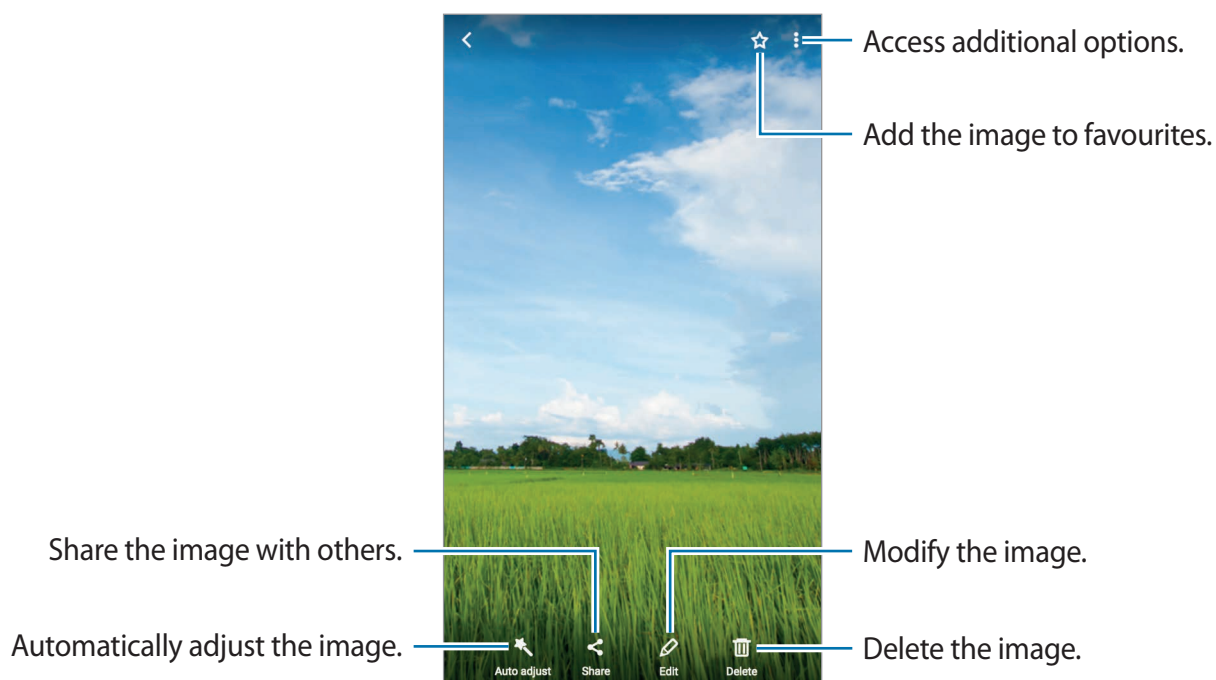 Access additional options.
Add the image to favourites.
Share the image with others.
Modify the image.
Automatically adjust the image.
Delete the image.
Auto adjust
Share
Edit
Delete